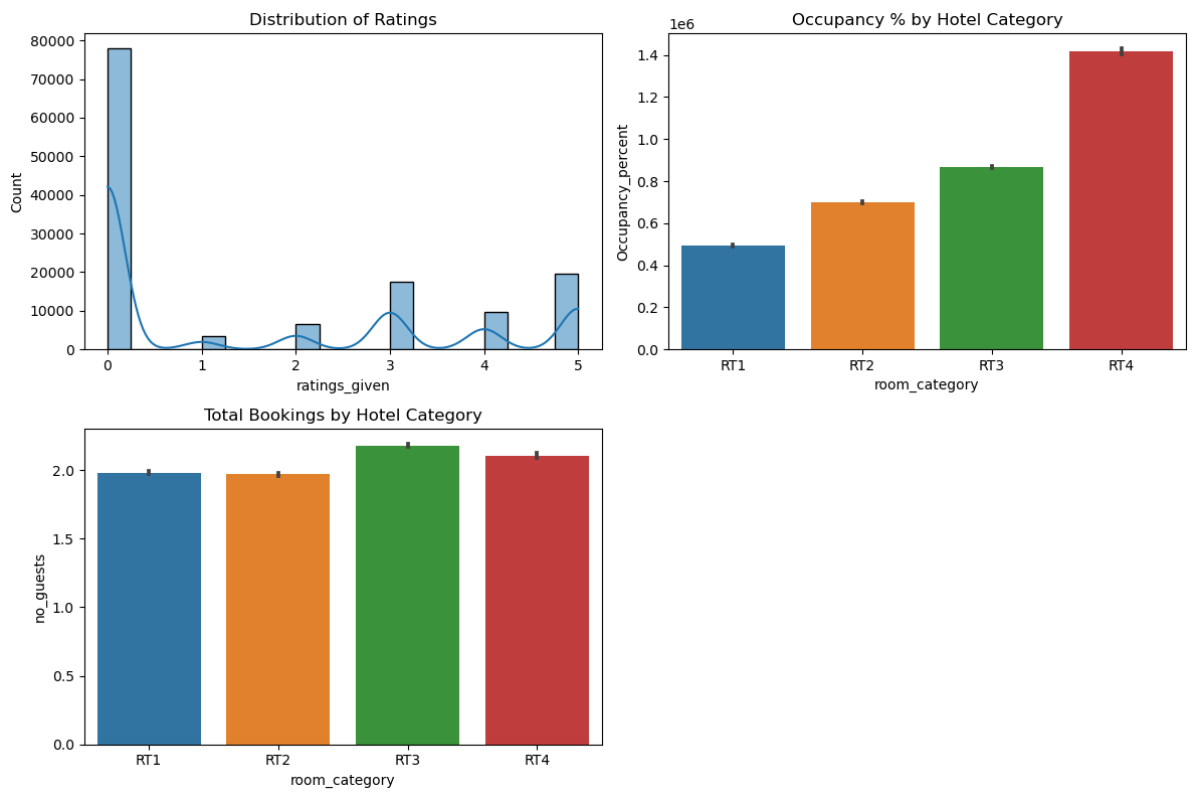 Distribution of Ratings
80000
70000
60000
50000
40000
30000
20000
10000
0
Count
0 1 2 3 4 5
ratings_given
Occupancy % by Hotel Category
1e6
1.4
1.2
1.0
0.8
0.6
0.4
0.2
0.0
Occupancy_percent
RT1 RT2 RT3 RT4
room_category
Total Bookings by Hotel Category
2.0
1.5
1.0
0.5
0.0
no_guests
RT1 RT2 RT3 RT4
room_category